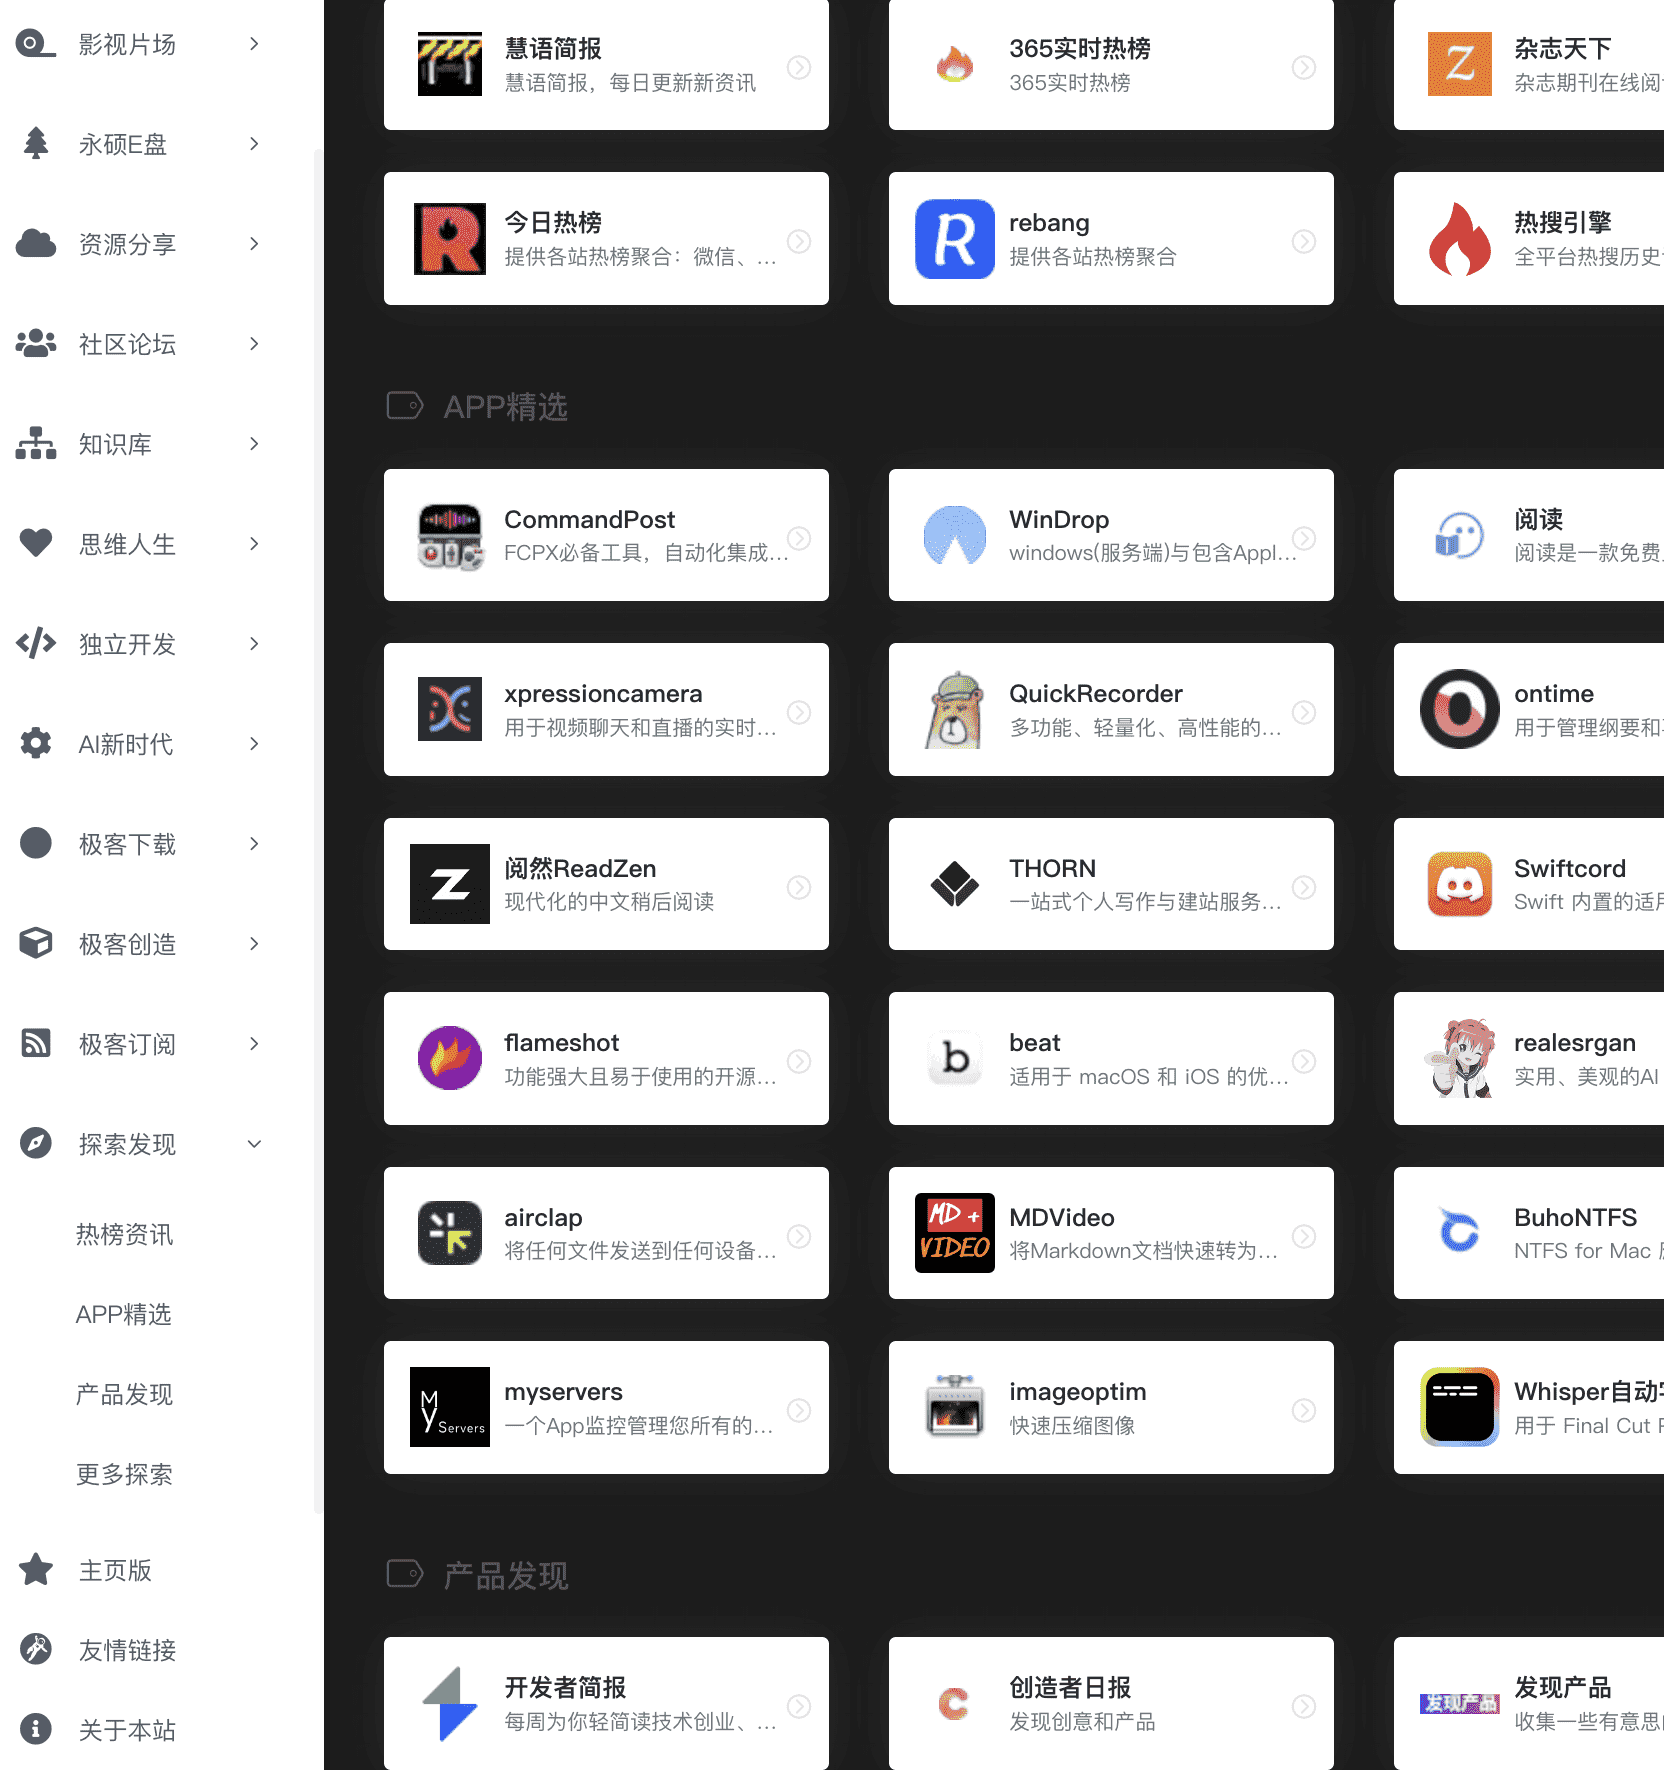 影视片场
永硕E盘
资源分享
社区论坛
知识库
思维人生
独立开发
AI新时代
极客下载
极客创造
极客订阅
探索发现
热榜资讯
APP精选
产品发现
更多探索
主页版
友情链接
关于本站
慧语简报
慧语简报，每日更新新资讯
365实时热榜
365实时热榜
Z
杂志天下
杂志期刊在线阅
R
今日热榜
提供各站热榜聚合：微信、...
R
rebang
提供各站热榜聚合
热搜引擎
全平台热搜历史
APP精选
CommandPost
FCPX必备工具，自动化集成...
WinDrop
windows(服务端)与包含Appl...
阅读
阅读是一款免费
xpressioncamera
用于视频聊天和直播的实时...
QuickRecorder
多功能、轻量化、高性能的...
ontime
用于管理纲要和
Z
阅然ReadZen
现代化的中文稍后阅读
THORN
一站式个人写作与建站服务...
Swiftcord
Swift 内置的适用
flameshot
功能强大且易于使用的开源...
b
beat
适用于 macOS 和 iOS 的优...
realesrgan
实用、美观的AI
airclap
将任何文件发送到任何设备...
MD +
VIDEO
MDVideo
将Markdown文档快速转为...
BuhoNTFS
NTFS for Mac
My Servers
myservers
一个App监控管理您所有的...
imageoptim
快速压缩图像
Whisper自动
用于 Final Cut
产品发现
开发者简报
每周为你轻简读技术创业、...
C
创造者日报
发现创意和产品
发现产品
发现产品
收集一些有意思